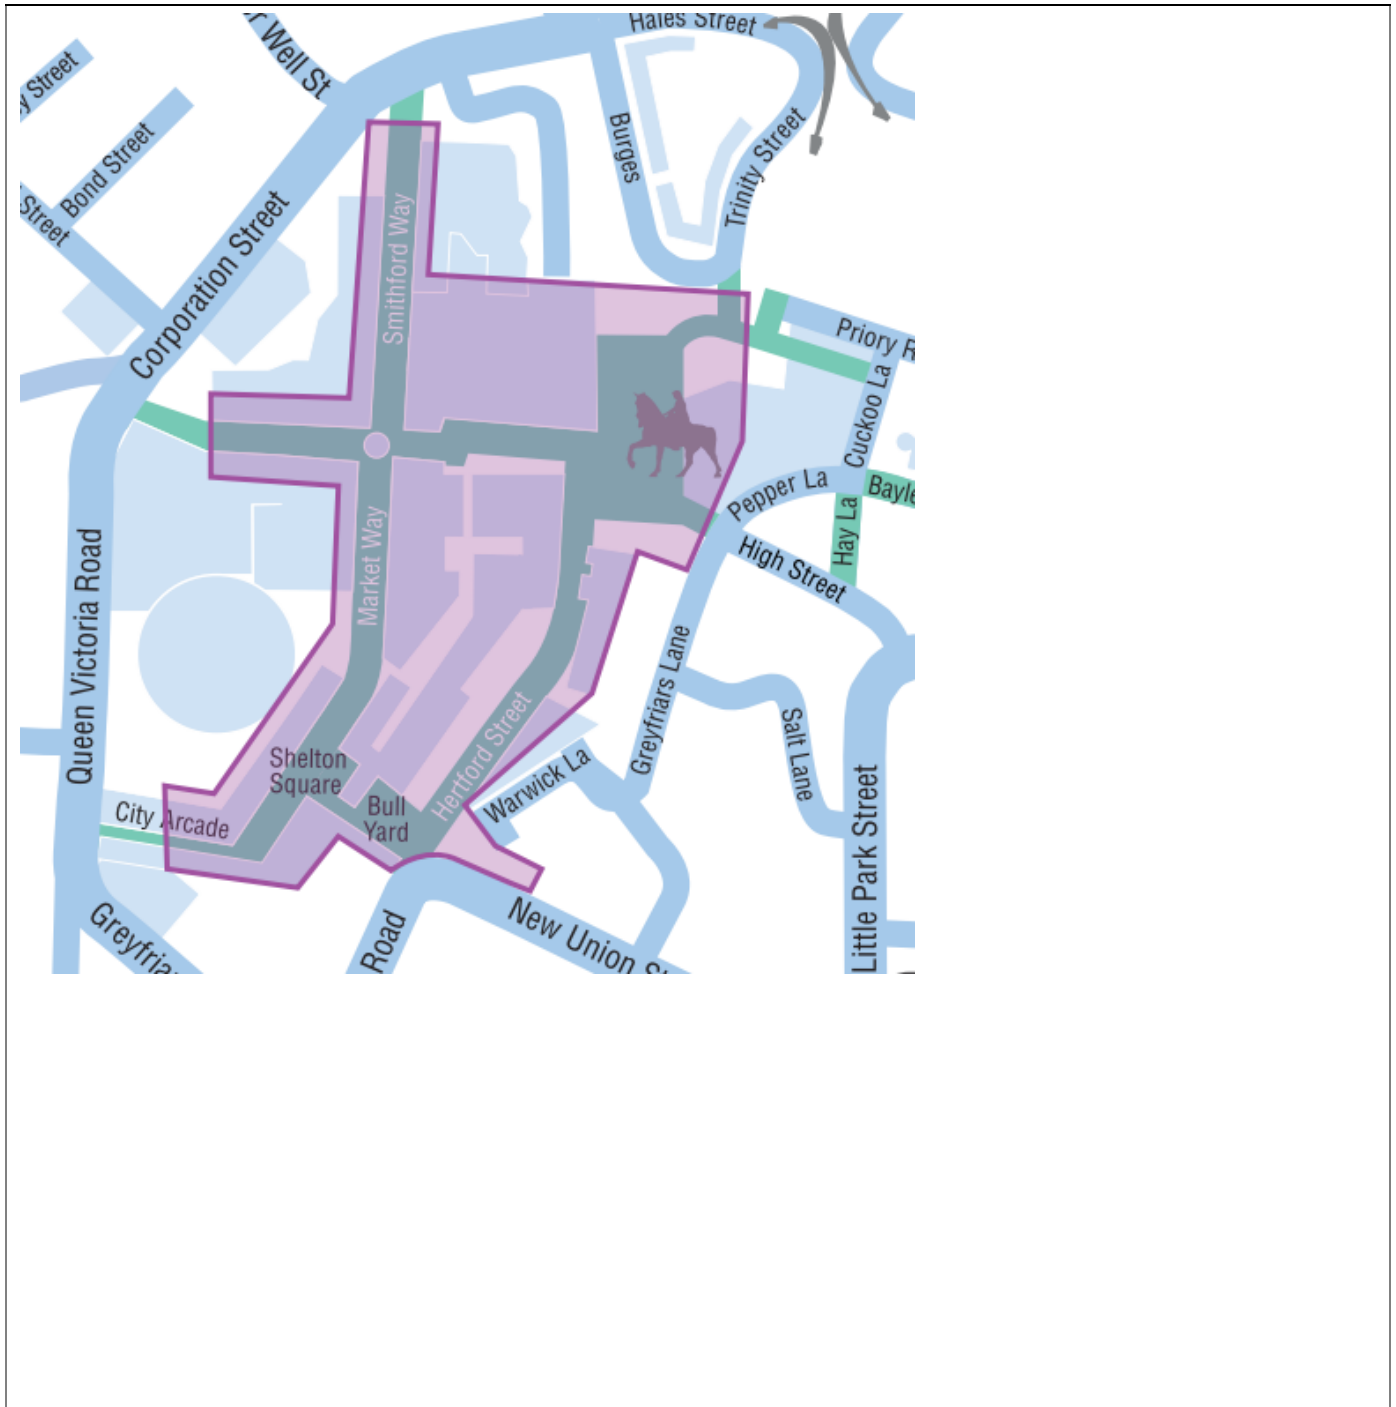 Hales Street
Well St
Street
Bond Street
Street
Burges
Trinity Street
Corporation Street
Smithford Way
Priory
Cuckoo La
Pepper La
Hay La
High Street
Market Way
Queen Victoria Road
Greyfriars Lane
Salt Lane
Shelton
Square
Hertford Street
Warwick La
Bull
Yard
City Arcade
Little Park Street
New Union
Road